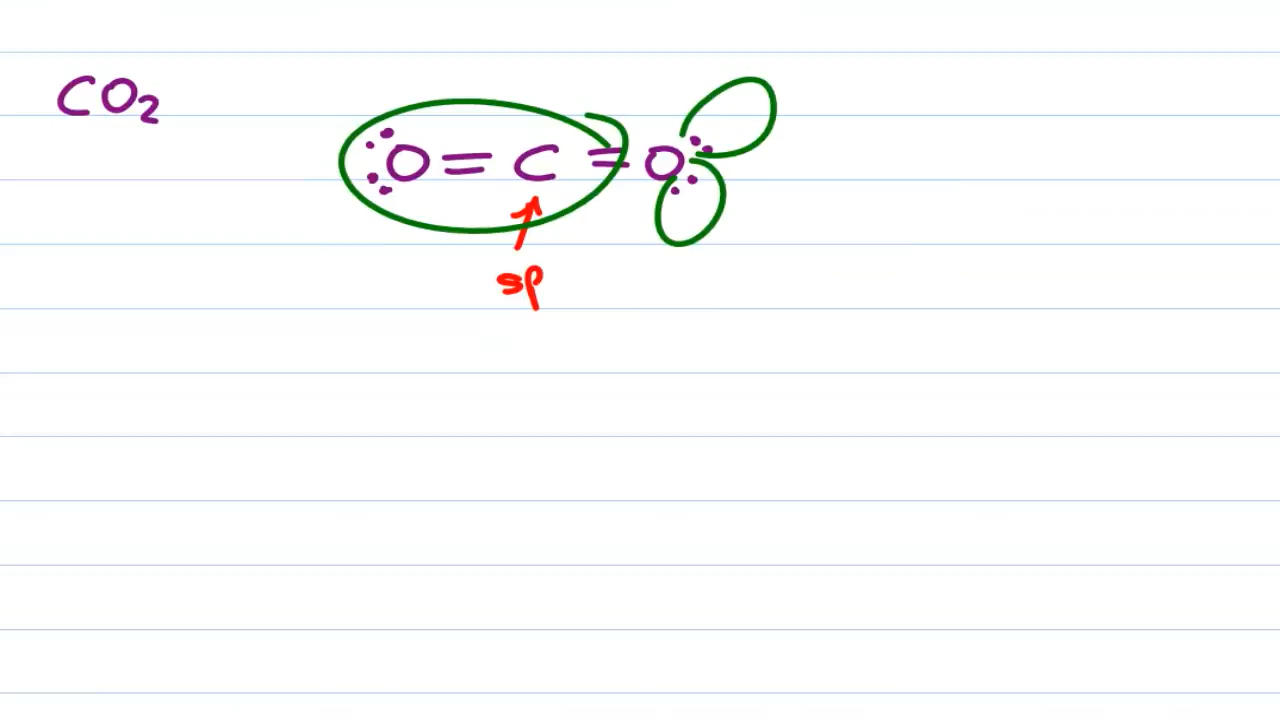 CO₂
O = C = O
sp